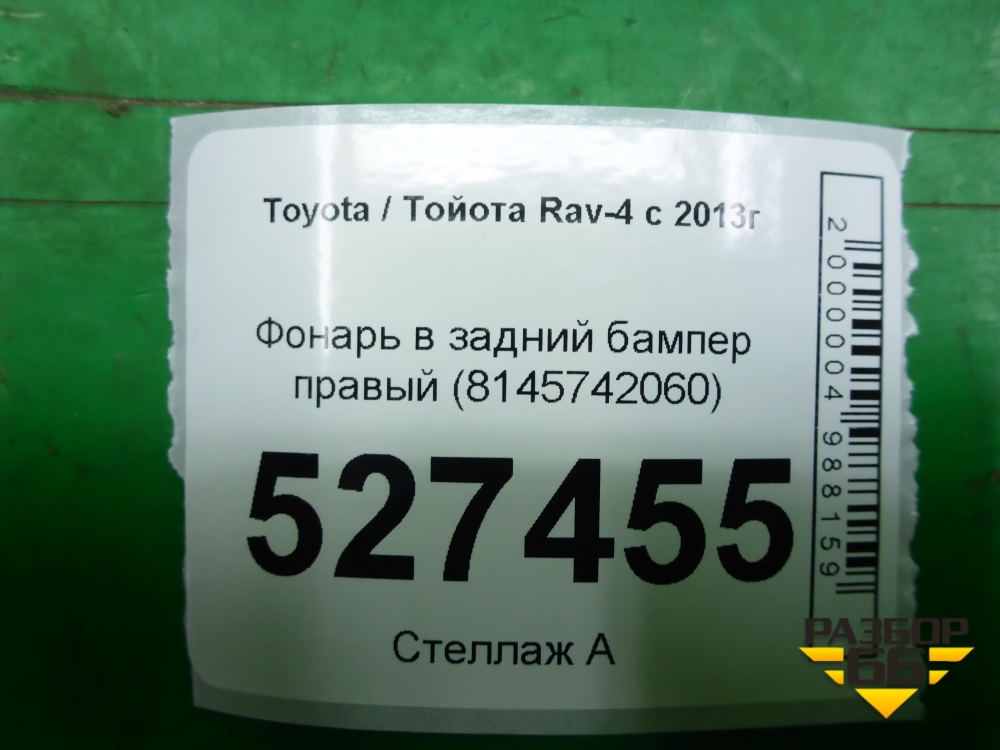 Toyota / Тойота Rav-4 с 2013г
Фонарь в задний бампер
правый (8145742060)
527455
Стеллаж А
2000004988159
РАЗБОР
66